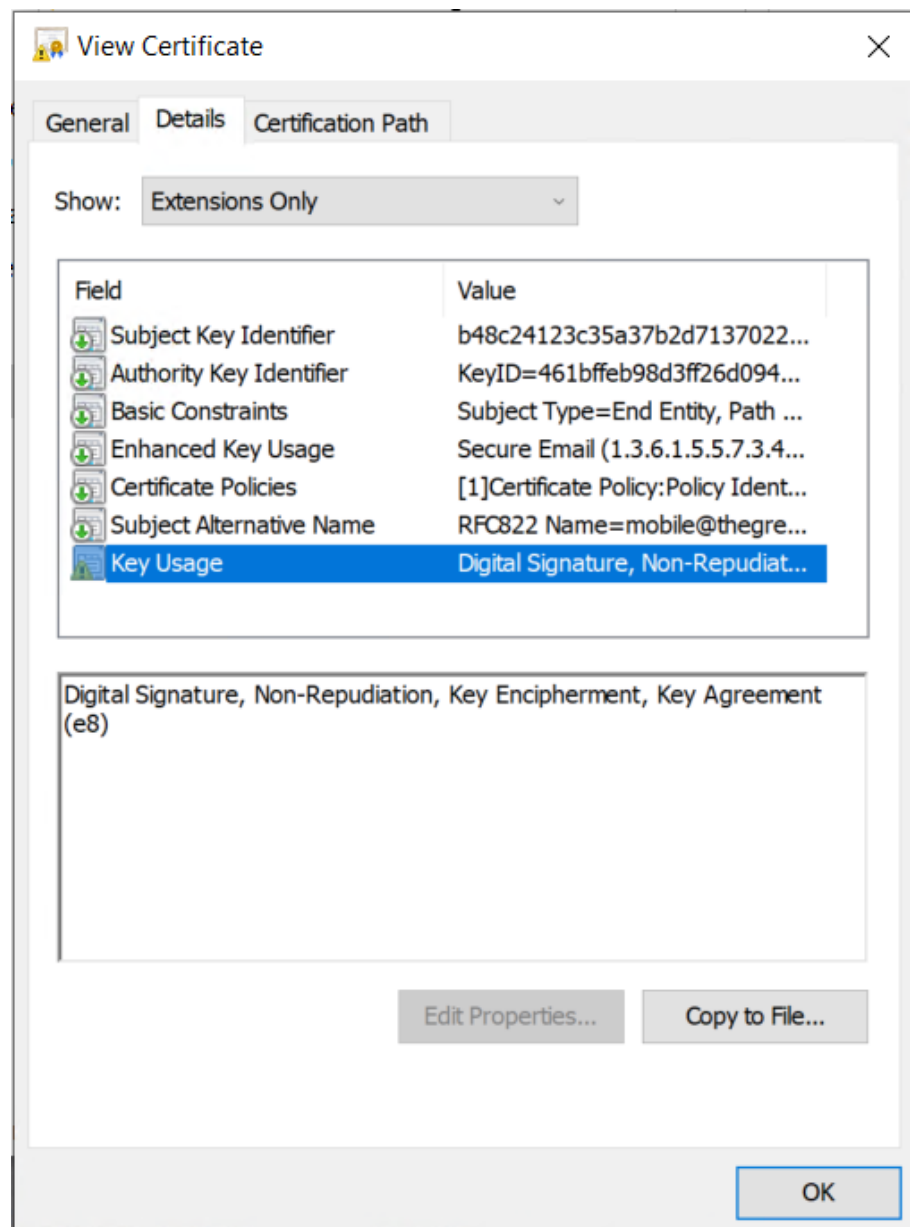 View Certificate
General Details Certification Path
Show: Extensions Only
Field Value
Subject Key Identifier b48c24123c35a37b2d7137022...
Authority Key Identifier KeyID=461bffeb98d3ff26d094...
Basic Constraints Subject Type=End Entity, Path ...
Enhanced Key Usage Secure Email (1.3.6.1.5.5.7.3.4...
Certificate Policies [1]Certificate Policy:Policy Ident...
Subject Alternative Name RFC822 Name=mobile@thegre...
Key Usage Digital Signature, Non-Repudiat...
Digital Signature, Non-Repudiation, Key Encipherment, Key Agreement
(e8)
Edit Properties... Copy to File...
OK